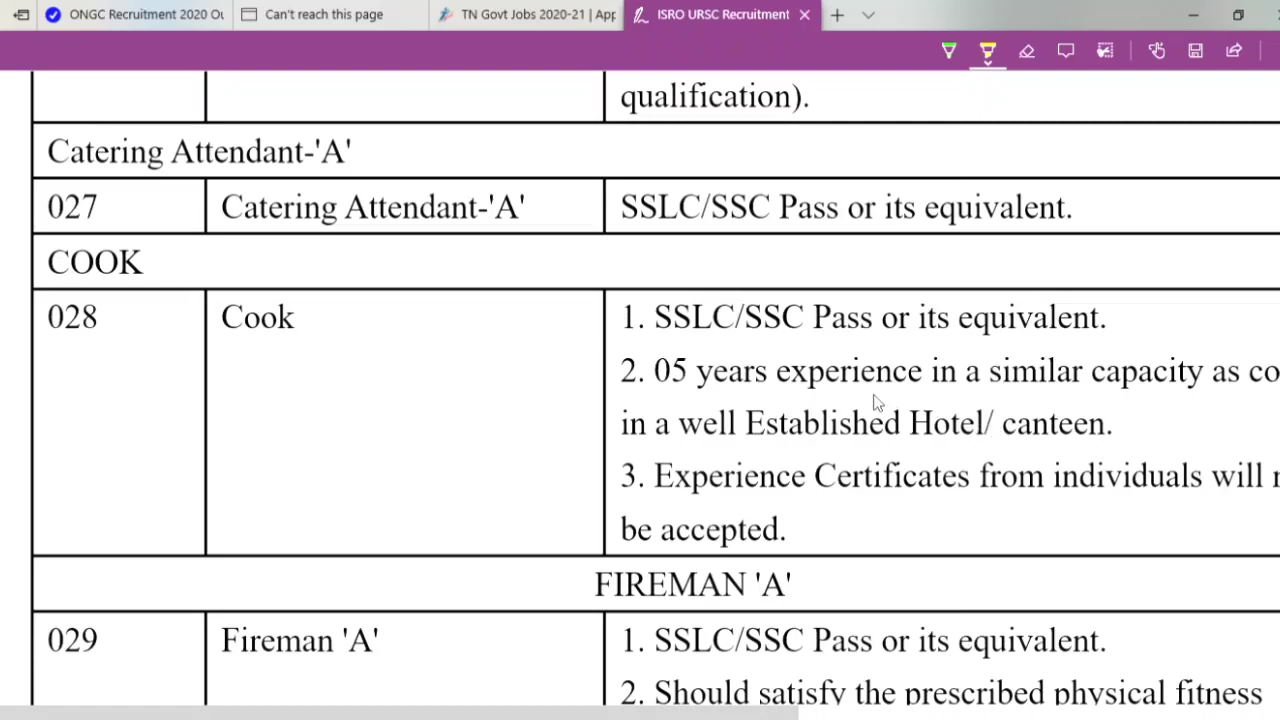 ONGC Recruitment 2020 Ou
Can't reach this page
TN Govt Jobs 2020-21 | App
ISRO URSC Recruitment
qualification).
Catering Attendant-'A'
027 Catering Attendant-'A' SSLC/SSC Pass or its equivalent.
COOK
028 Cook 1. SSLC/SSC Pass or its equivalent.
2. 05 years experience in a similar capacity as co
in a well Established Hotel/ canteen.
3. Experience Certificates from individuals will
be accepted.
FIREMAN 'A'
029 Fireman 'A' 1. SSLC/SSC Pass or its equivalent.
2. Should satisfy the prescribed physical fitness